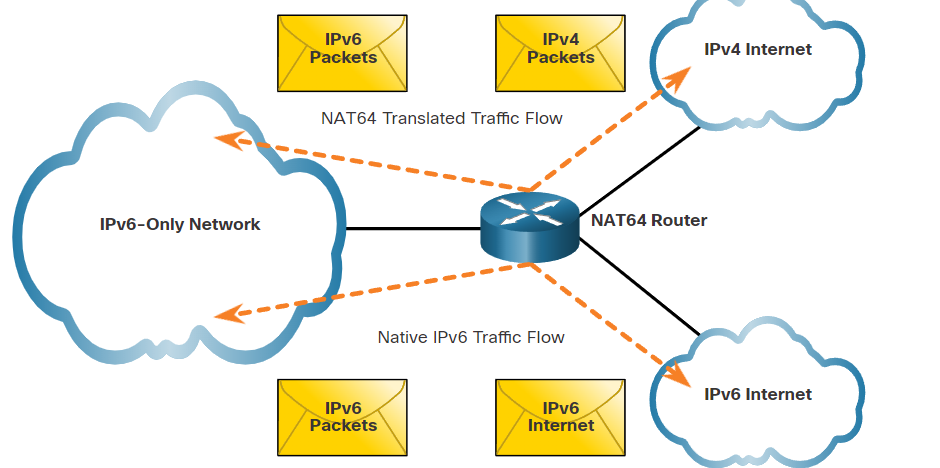 IPv6
Packets
IPv4
Packets
IPv4 Internet
NAT64 Translated Traffic Flow
IPv6-Only Network
NAT64 Router
Native IPv6 Traffic Flow
IPv6 Internet
IPv6
Packets
IPv6
Internet